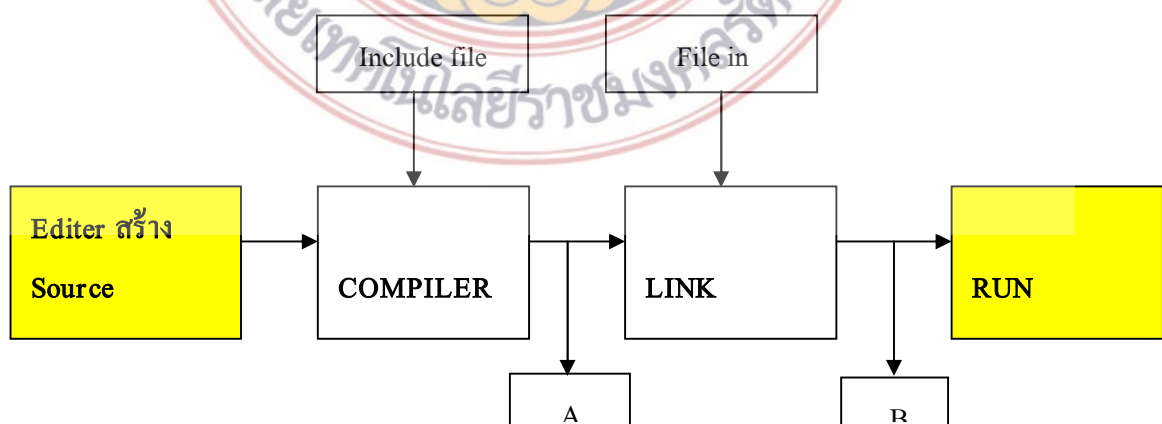 Include file
File in
Editer สร้าง
Source
COMPILER
LINK
RUN
A
B